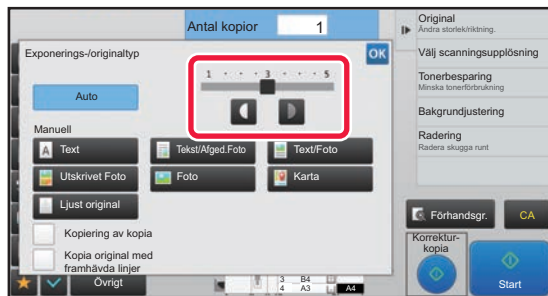 Antal kopior 1
Original
Ändra storlek/riktning.
Exponerings-/originaltyp
OK
Välj scanningsupplösning
1 · · 3 · · 5
Tonerbesparing
Minska tonerförbrukning
Auto
Bakgrundjustering
Manuell
Radering
Radera skugga runt
A Text
Tekst/Afged.Foto
Text/Foto
Utskrivet Foto
Foto
Karta
Ljust original
Förhandsgr.
CA
Kopiering av kopia
Korrektur-
kopia
Kopia original med
framhävda linjer
Övrigt
3 B4
4 A3
A4
Start